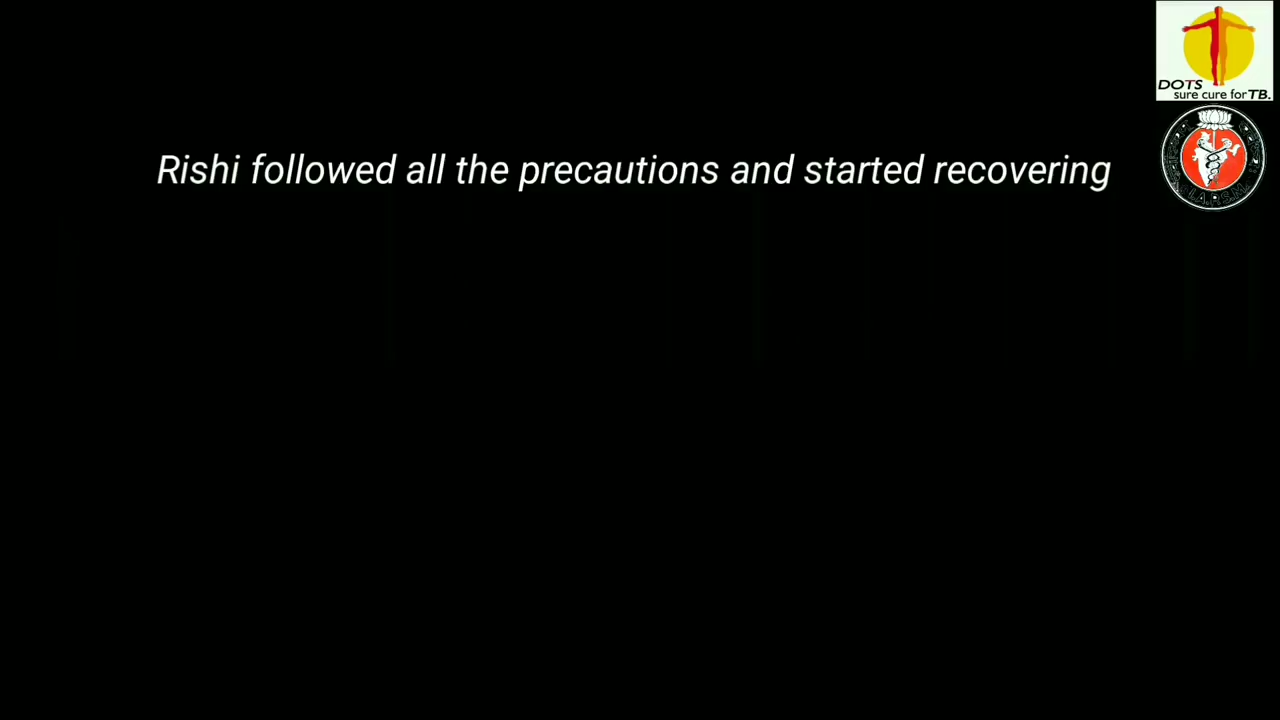 DOTS
sure cure for TB.
Rishi followed all the precautions and started recovering
I.A.P.S.M.